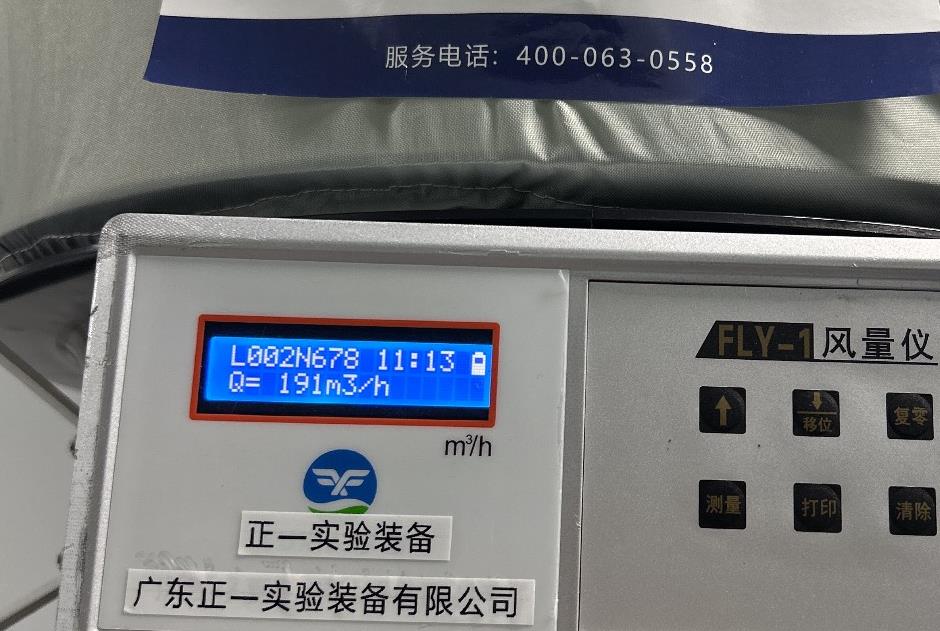 服务电话：400-063-0558
L002N678 11:13
Q= 191m3/h
m³/h
正一实验装备
广东正一实验装备有限公司
FLY-1风量仪
↑ ↓移位 复零
测量 打印 清除